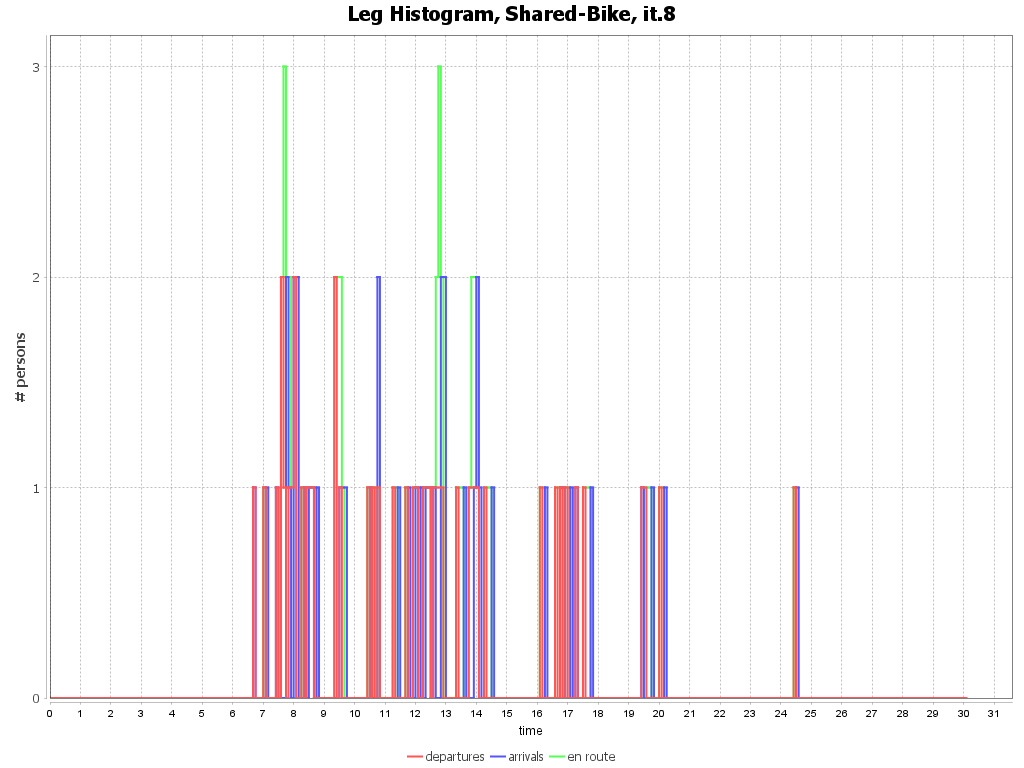 Leg Histogram, Shared-Bike, it.8
# persons
3
2
1
0
0 1 2 3 4 5 6 7 8 9 10 11 12 13 14 15 16 17 18 19 20 21 22 23 24 25 26 27 28 29 30 31
time
departures arrivals en route